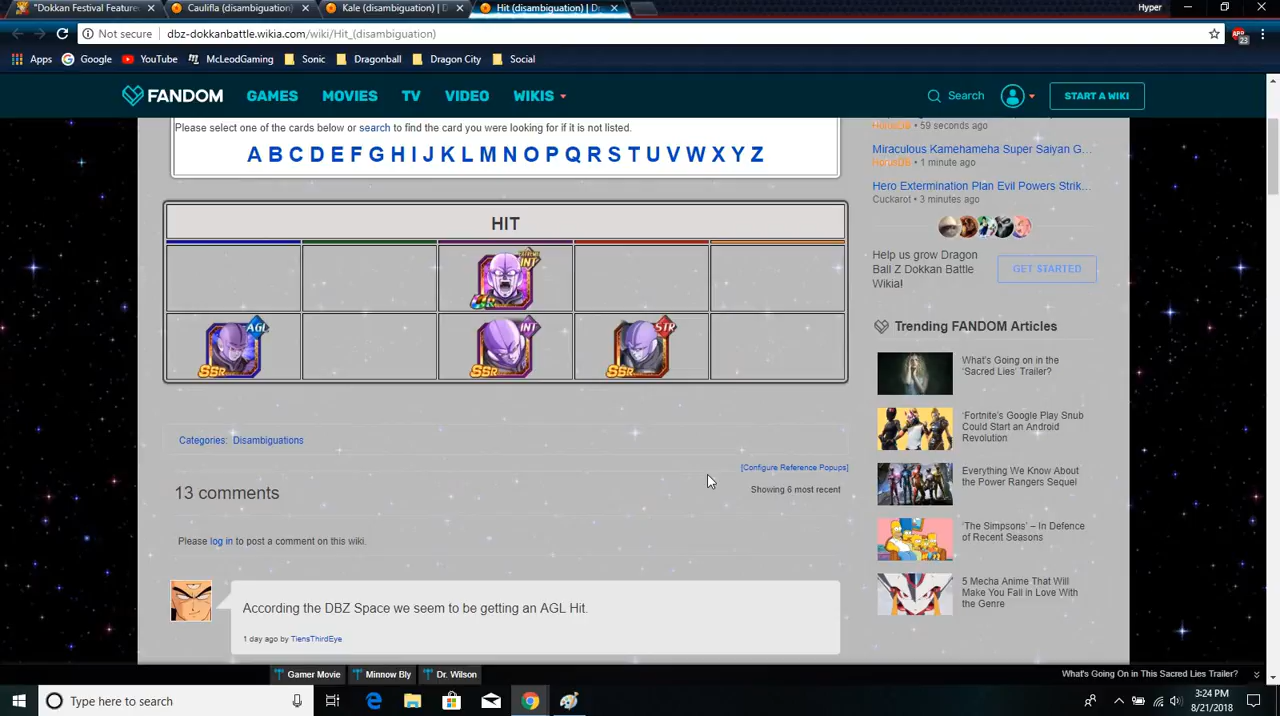 "Dokkan Festival Feature
Caulifla (disambiguation)
Kale (disambiguation) | D
Hit (disambiguation) | D
Hyper
Not secure
dbz-dokkanbattle.wikia.com/wiki/Hit_(disambiguation)
ABP
23
Apps
Google
YouTube
McLeodGaming
Sonic
Dragonball
Dragon City
Social
FANDOM
GAMES
MOVIES
TV
VIDEO
WIKIS
Search
START A WIKI
Please select one of the cards below or search to find the card you were looking for if it is not listed.
A B C D E F G H I J K L M N O P Q R S T U V W X Y Z
• 59 seconds ago
Miraculous Kamehameha Super Saiyan G...
• 1 minute ago
Hero Extermination Plan Evil Powers Strik...
Cuckarot • 3 minutes ago
Help us grow Dragon
Ball Z Dokkan Battle
Wikia!
GET STARTED
HIT
INT
AGL
SSR
INT
SSR
STR
SSR
Categories: Disambiguations
[Configure Reference Popups]
13 comments
Showing 6 most recent
Please log in to post a comment on this wiki.
According the DBZ Space we seem to be getting an AGL Hit.
1 day ago by TiensThirdEye
Trending FANDOM Articles
What's Going on in the
'Sacred Lies' Trailer?
'Fortnite's Google Play Snub
Could Start an Android
Revolution
Everything We Know About
the Power Rangers Sequel
'The Simpsons' – In Defence
of Recent Seasons
5 Mecha Anime That Will
Make You Fall in Love With
the Genre
Gamer Movie
Minnow Bly
Dr. Wilson
What's Going On in This Sacred Lies Trailer?
Type here to search
3:24 PM
8/21/2018